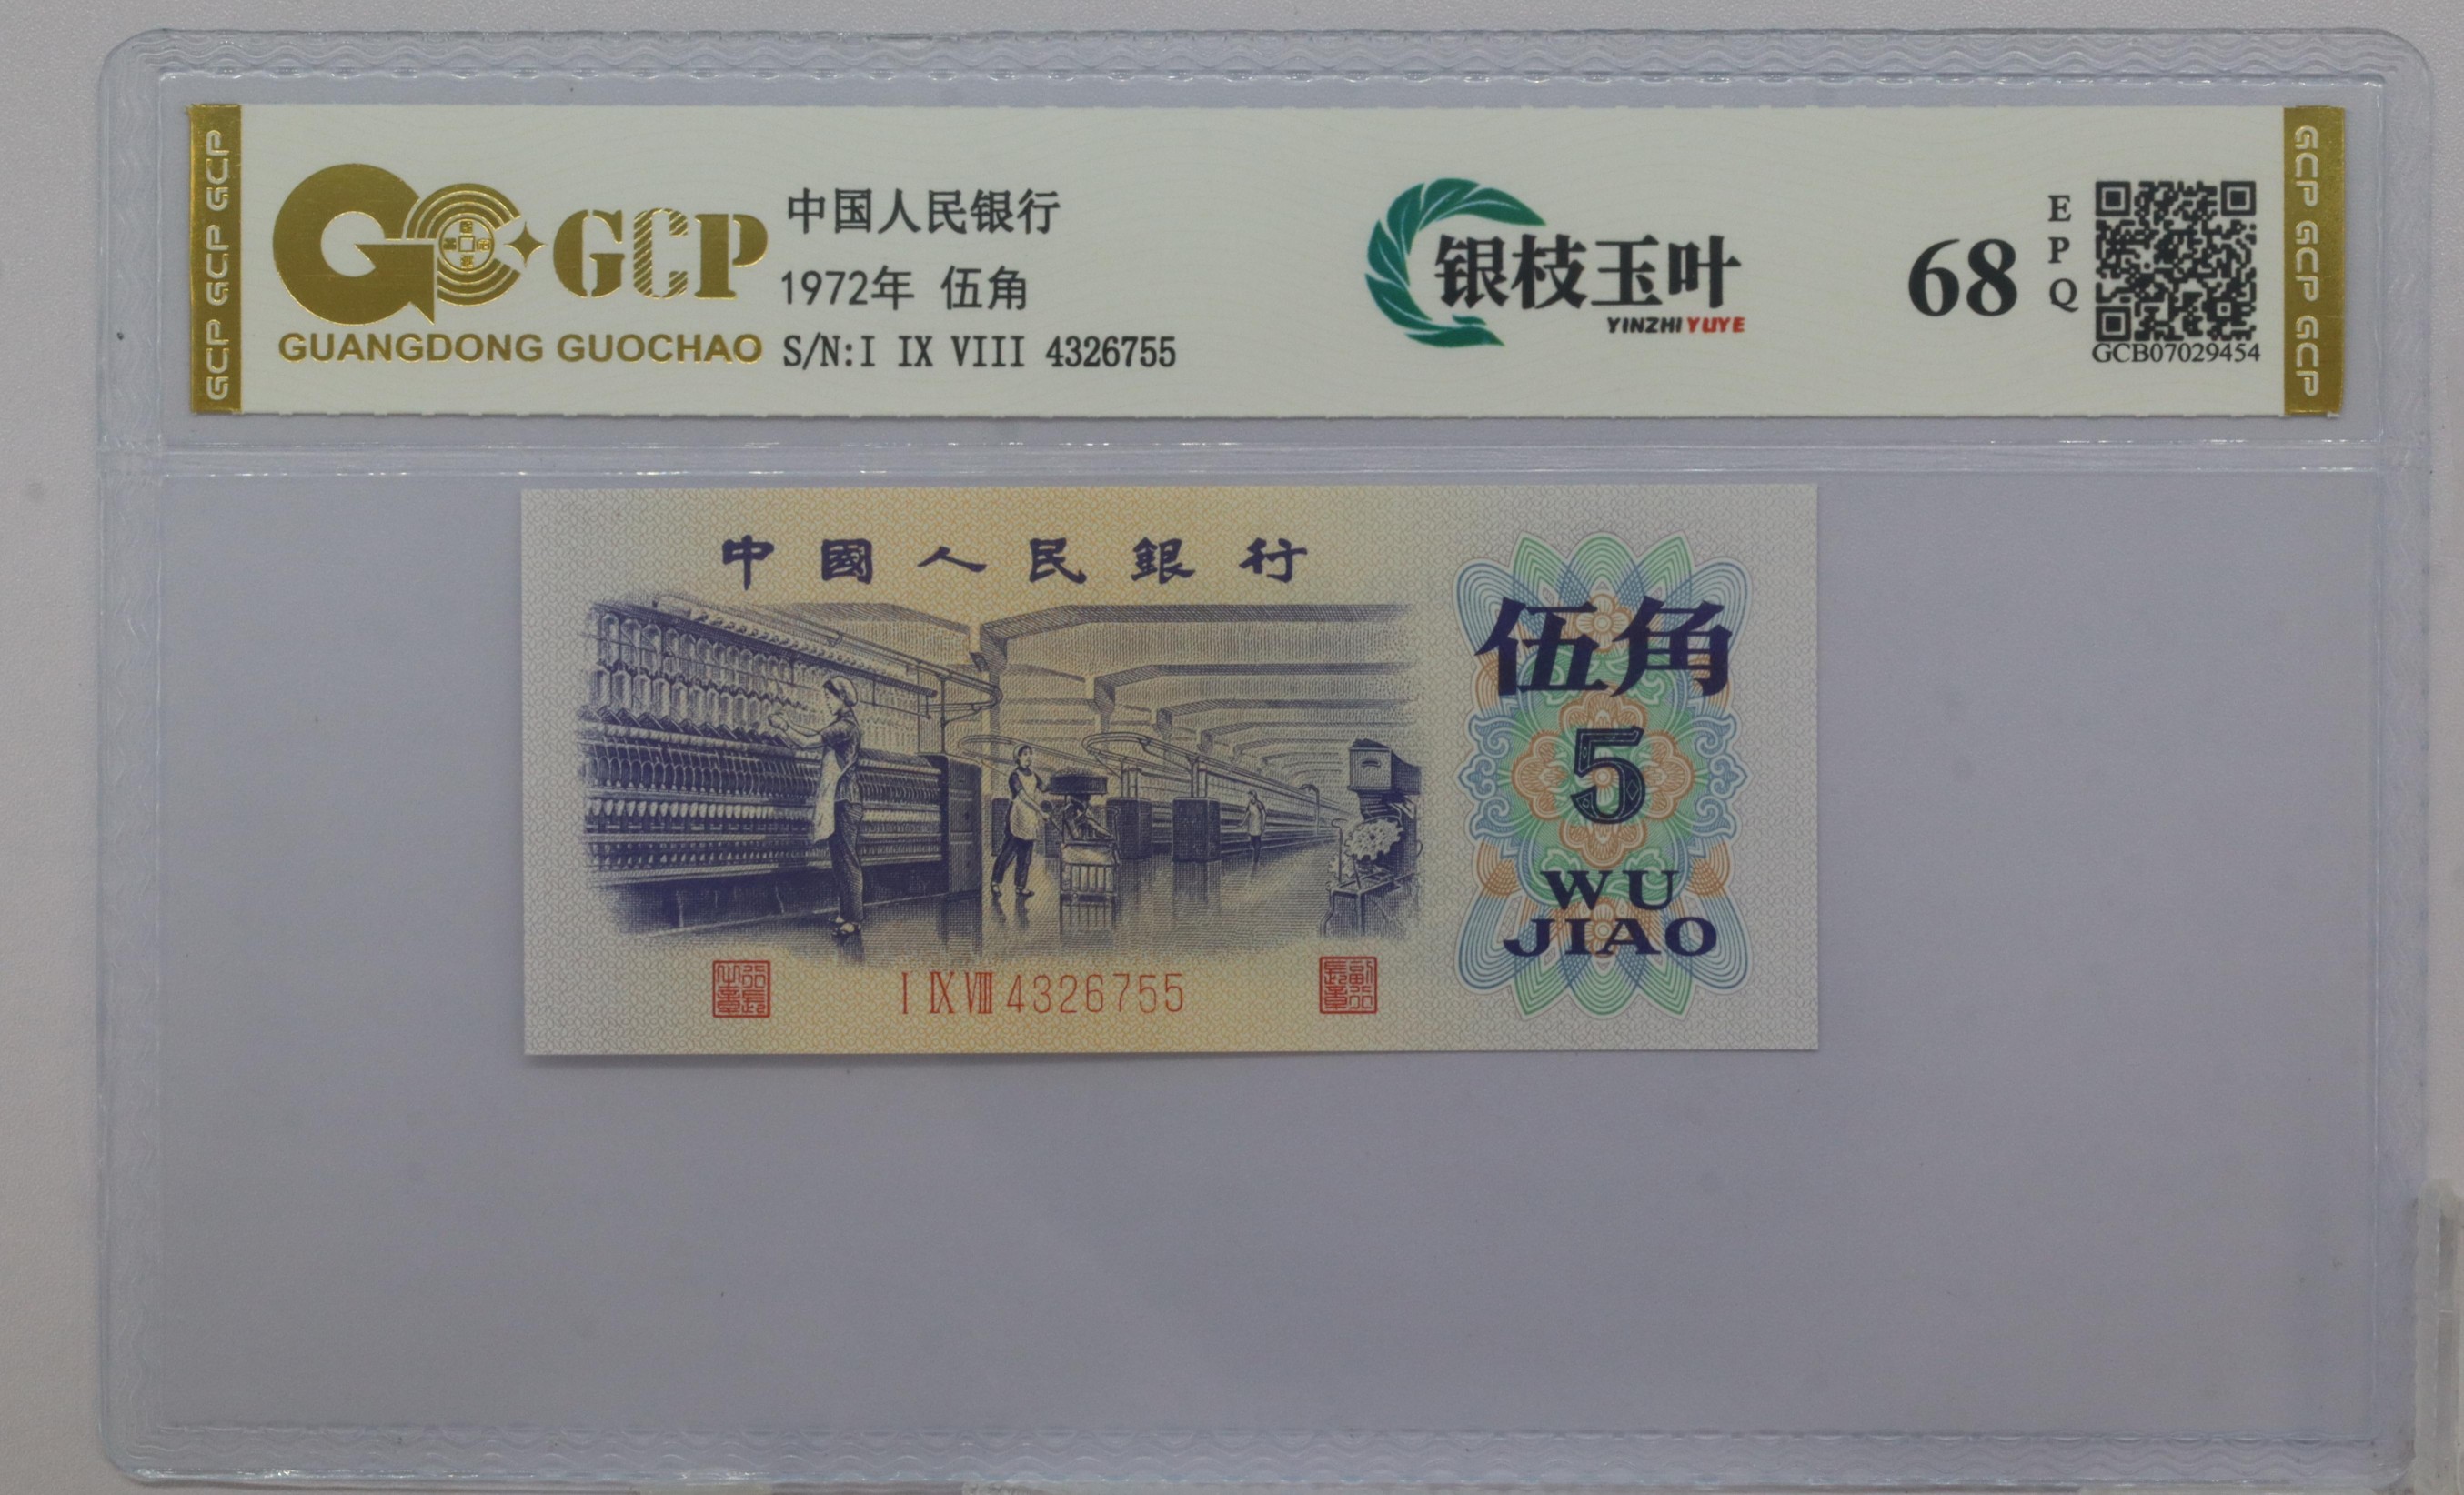 GCP GCP GCP
GCP
GUANGDONG GUOCHAO
中国人民银行
1972年 伍角
S/N:I IX VIII 4326755
银枝玉叶
YINZHI YUYE
68
EPQ
GCB07029454
GCP GCP GCP
中國人民銀行
伍角
5
WU
JIAO
I IX VIII 4326755